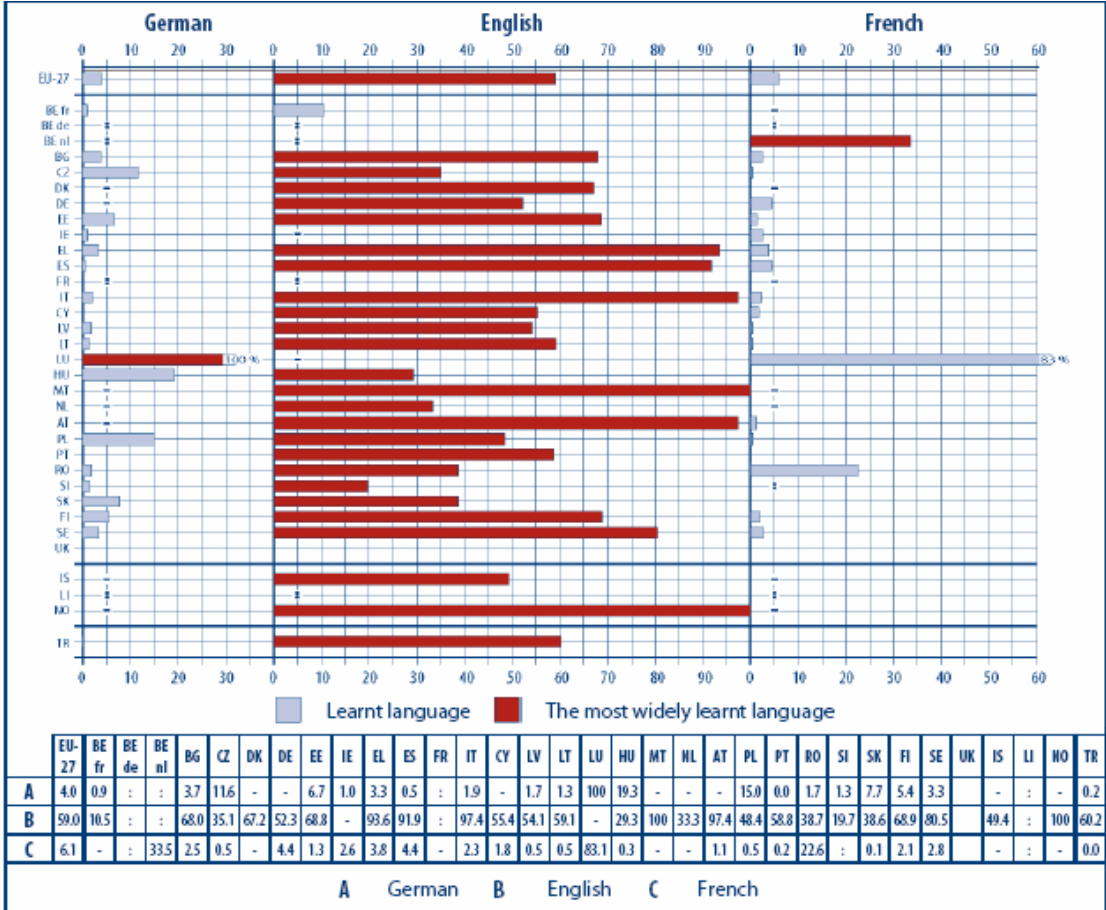 German English French
0 10 20 30 0 10 20 30 40 50 60 70 80 90 0 10 20 30 40 50 60
EU-27
BE fr
BE de
BE nl
BG
CZ
DK
DE
EE
IE
EL
ES
FR
IT
CY
LV
LT
LU 100 % 83 %
HU
MT
NL
AT
PL
PT
RO
SI
SK
FI
SE
UK
IS
LI
NO
TR
0 10 20 30 0 10 20 30 40 50 60 70 80 90 0 10 20 30 40 50 60
Learnt language The most widely learnt language
EU-27 BE fr BE de BE nl BG CZ DK DE EE IE EL ES FR IT CY LV LT LU HU MT NL AT PL PT RO SI SK FI SE UK IS LI NO TR
A 4.0 0.9 : : 3.7 11.6 - - 6.7 1.0 3.3 0.5 : 1.9 - 1.7 1.3 100 19.3 - - - 15.0 0.0 1.7 1.3 7.7 5.4 3.3 - : - 0.2
B 59.0 10.5 : : 68.0 35.1 67.2 52.3 68.8 - 93.6 91.9 : 97.4 55.4 54.1 59.1 - 29.3 100 33.3 97.4 48.4 58.8 38.7 19.7 38.6 68.9 80.5 49.4 : 100 60.2
C 6.1 - : 33.5 2.5 0.5 - 4.4 1.3 2.6 3.8 4.4 - 2.3 1.8 0.5 0.5 83.1 0.3 - - 1.1 0.5 0.2 22.6 : 0.1 2.1 2.8 - : - 0.0
A German B English C French